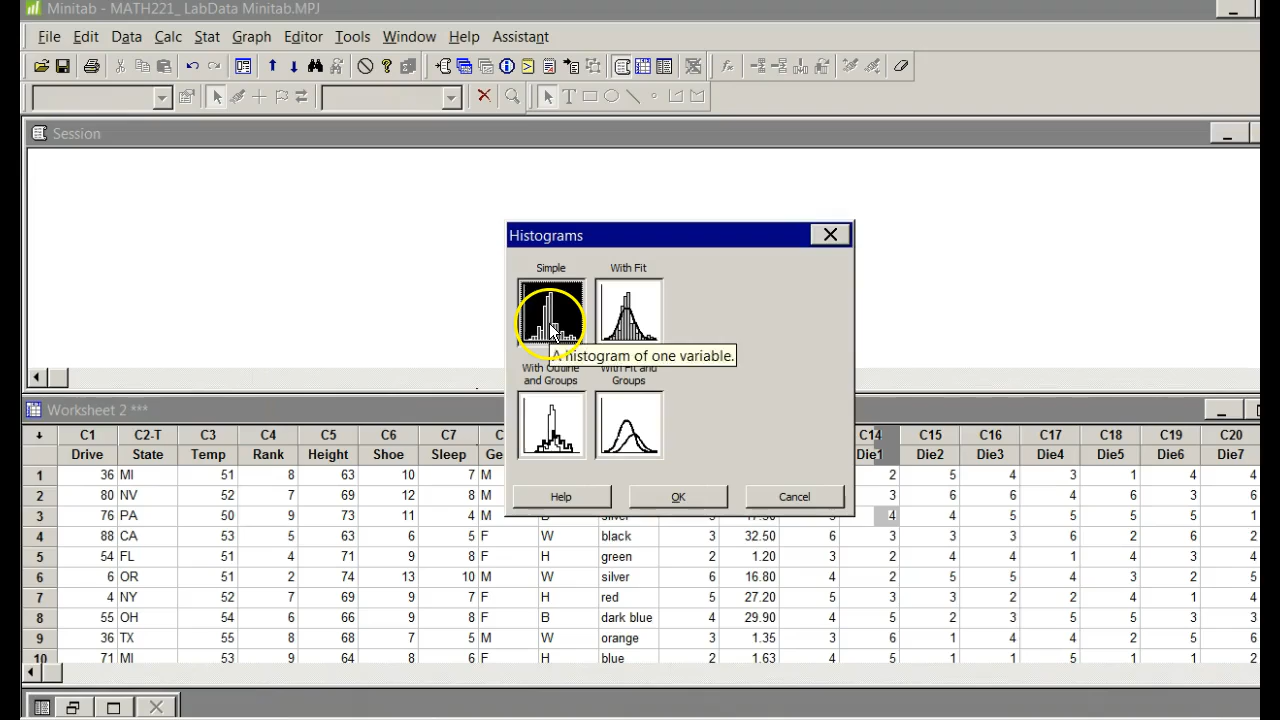 Minitab - MATH221_ LabData Minitab.MPJ
File Edit Data Calc Stat Graph Editor Tools Window Help Assistant
Session
Histograms
Simple With Fit
A histogram of one variable.
With Outline and Groups
With Fit and Groups
Help OK Cancel
Worksheet 2 ***
C1 C2-T C3 C4 C5 C6 C7 C14 C15 C16 C17 C18 C19 C20
Drive State Temp Rank Height Shoe Sleep Ge Die1 Die2 Die3 Die4 Die5 Die6 Die7
1 36 MI 51 8 63 10 7 M 2 5 4 3 1 4 4
2 80 NV 52 7 69 12 8 M 3 6 6 4 6 3 6
3 76 PA 50 9 73 11 4 M B silver 3 17.50 5 4 4 5 5 5 5 1
4 88 CA 53 5 63 6 5 F W black 3 32.50 6 3 3 3 6 2 6 2
5 54 FL 51 4 71 9 8 F H green 2 1.20 3 2 4 4 1 4 3 4
6 6 OR 51 2 74 13 10 M W silver 6 16.80 4 2 5 5 4 3 2 5
7 4 NY 52 7 69 9 7 F H red 5 27.20 5 3 3 2 2 4 1 4
8 55 OH 54 6 66 9 8 F B dark blue 4 29.90 4 5 2 3 5 5 3 3
9 36 TX 55 8 68 7 5 M W orange 3 1.35 3 6 1 4 4 2 5 6
10 71 MI 53 9 64 8 6 F H blue 2 1.63 4 5 1 1 5 1 1 2